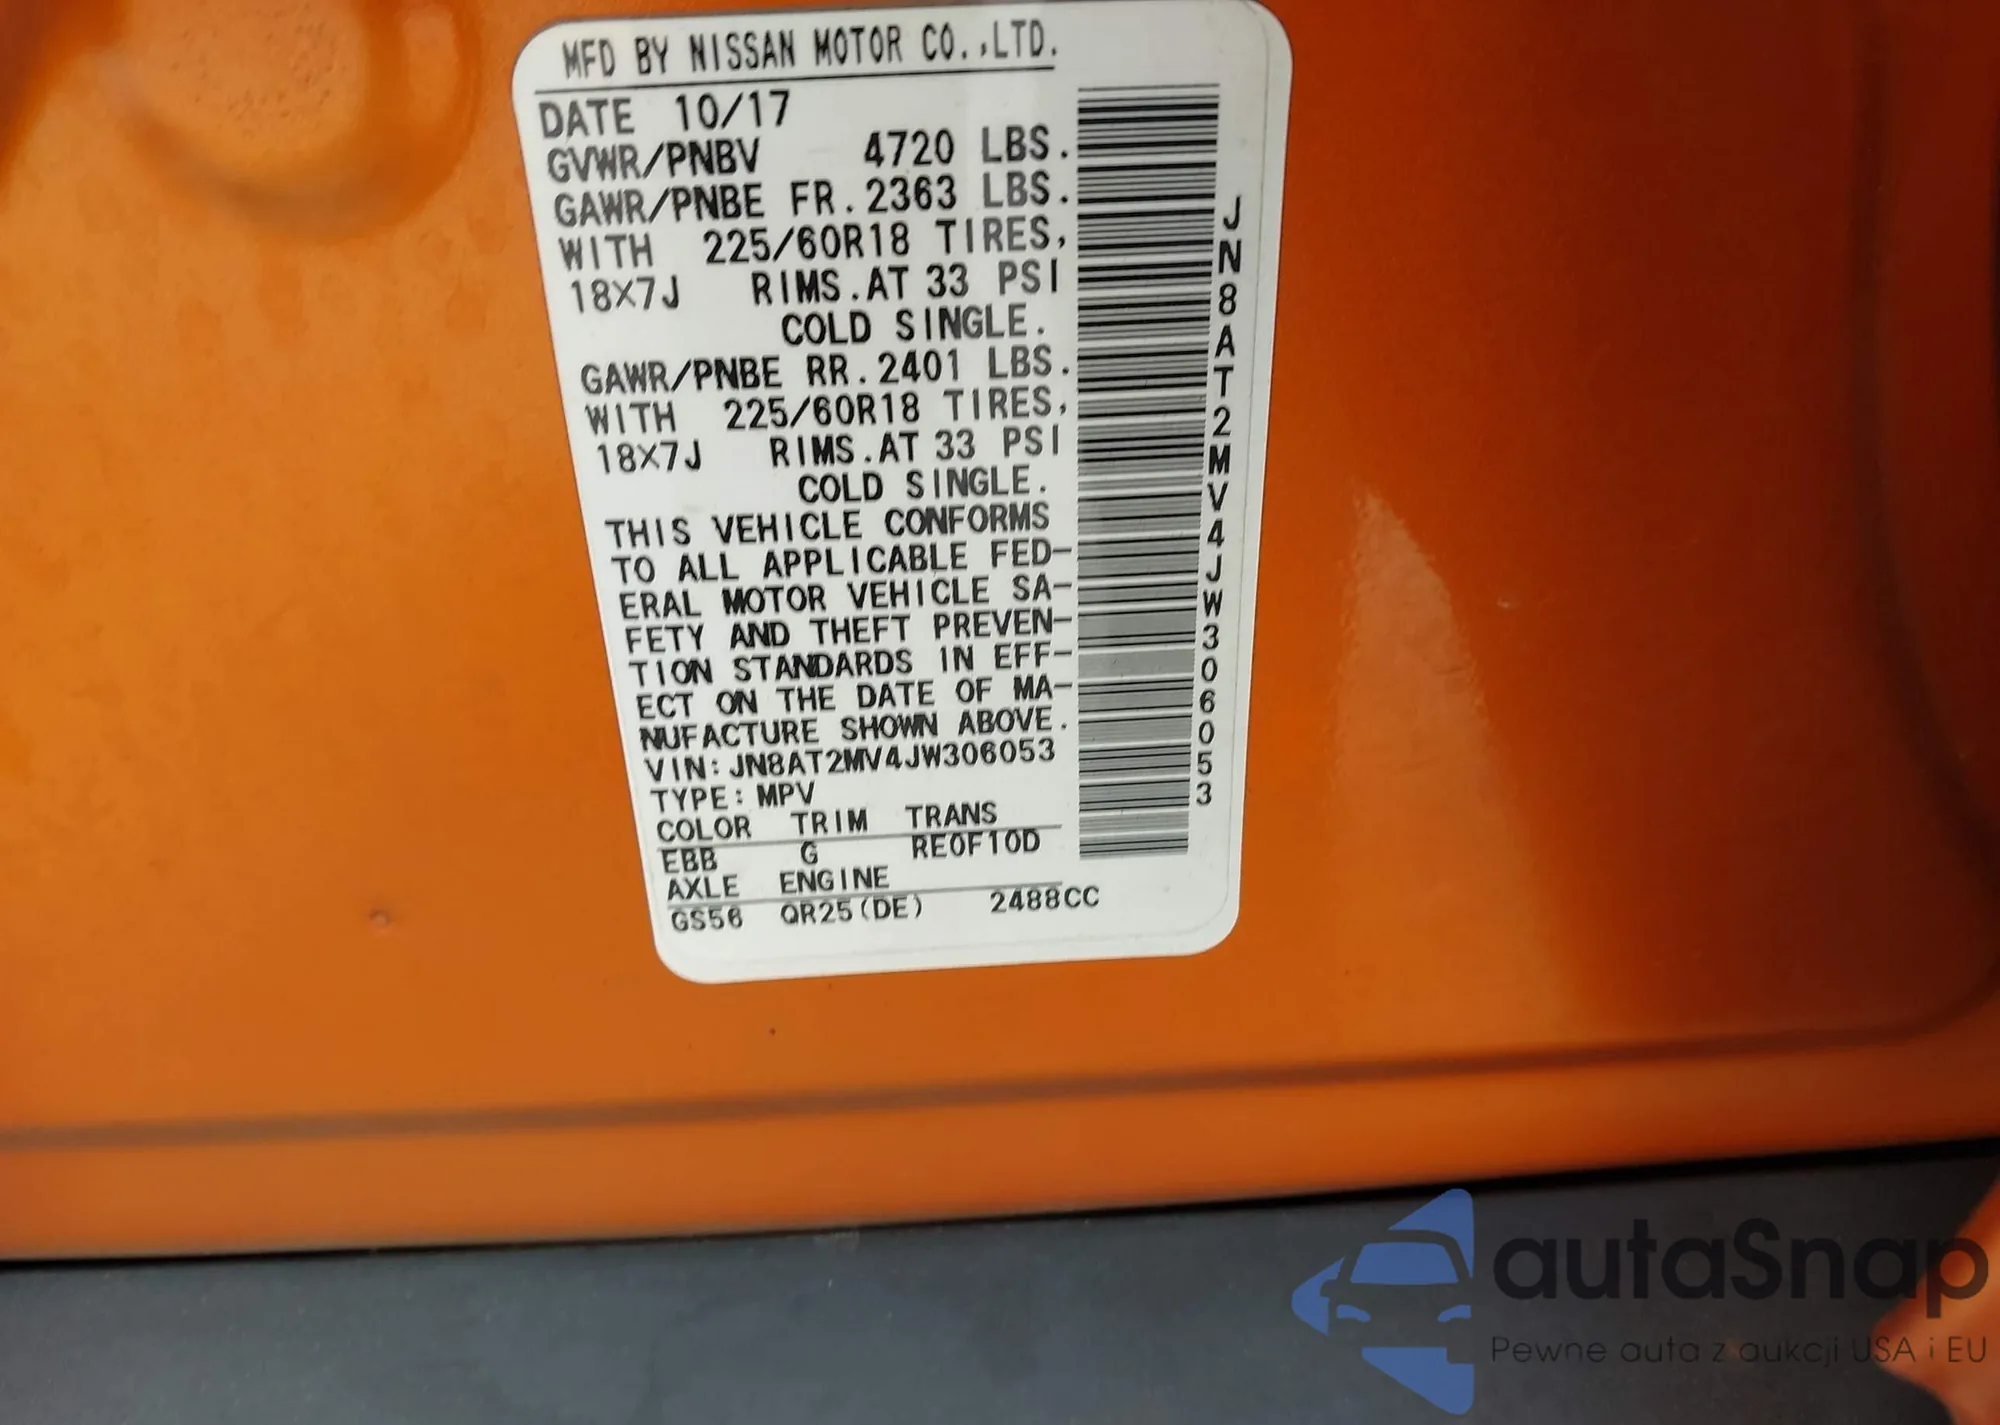 MFD BY NISSAN MOTOR CO.,LTD.
DATE 10/17
GVWR/PNBV 4720 LBS.
GAWR/PNBE FR.2363 LBS.
WITH 225/60R18 TIRES,
18X7J RIMS.AT 33 PSI
COLD SINGLE.
GAWR/PNBE RR.2401 LBS.
WITH 225/60R18 TIRES,
18X7J RIMS.AT 33 PSI
COLD SINGLE.
THIS VEHICLE CONFORMS
TO ALL APPLICABLE FED-
ERAL MOTOR VEHICLE SA-
FETY AND THEFT PREVEN-
TION STANDARDS IN EFF-
ECT ON THE DATE OF MA-
NUFACTURE SHOWN ABOVE.
VIN:JN8AT2MV4JW306053
TYPE:MPV
COLOR TRIM TRANS
EBB G RE0F10D
AXLE ENGINE
GS56 QR25(DE) 2488CC
JN8AT2MV4JW306053
autaSnap
Pewne auta z aukcji USA i EU